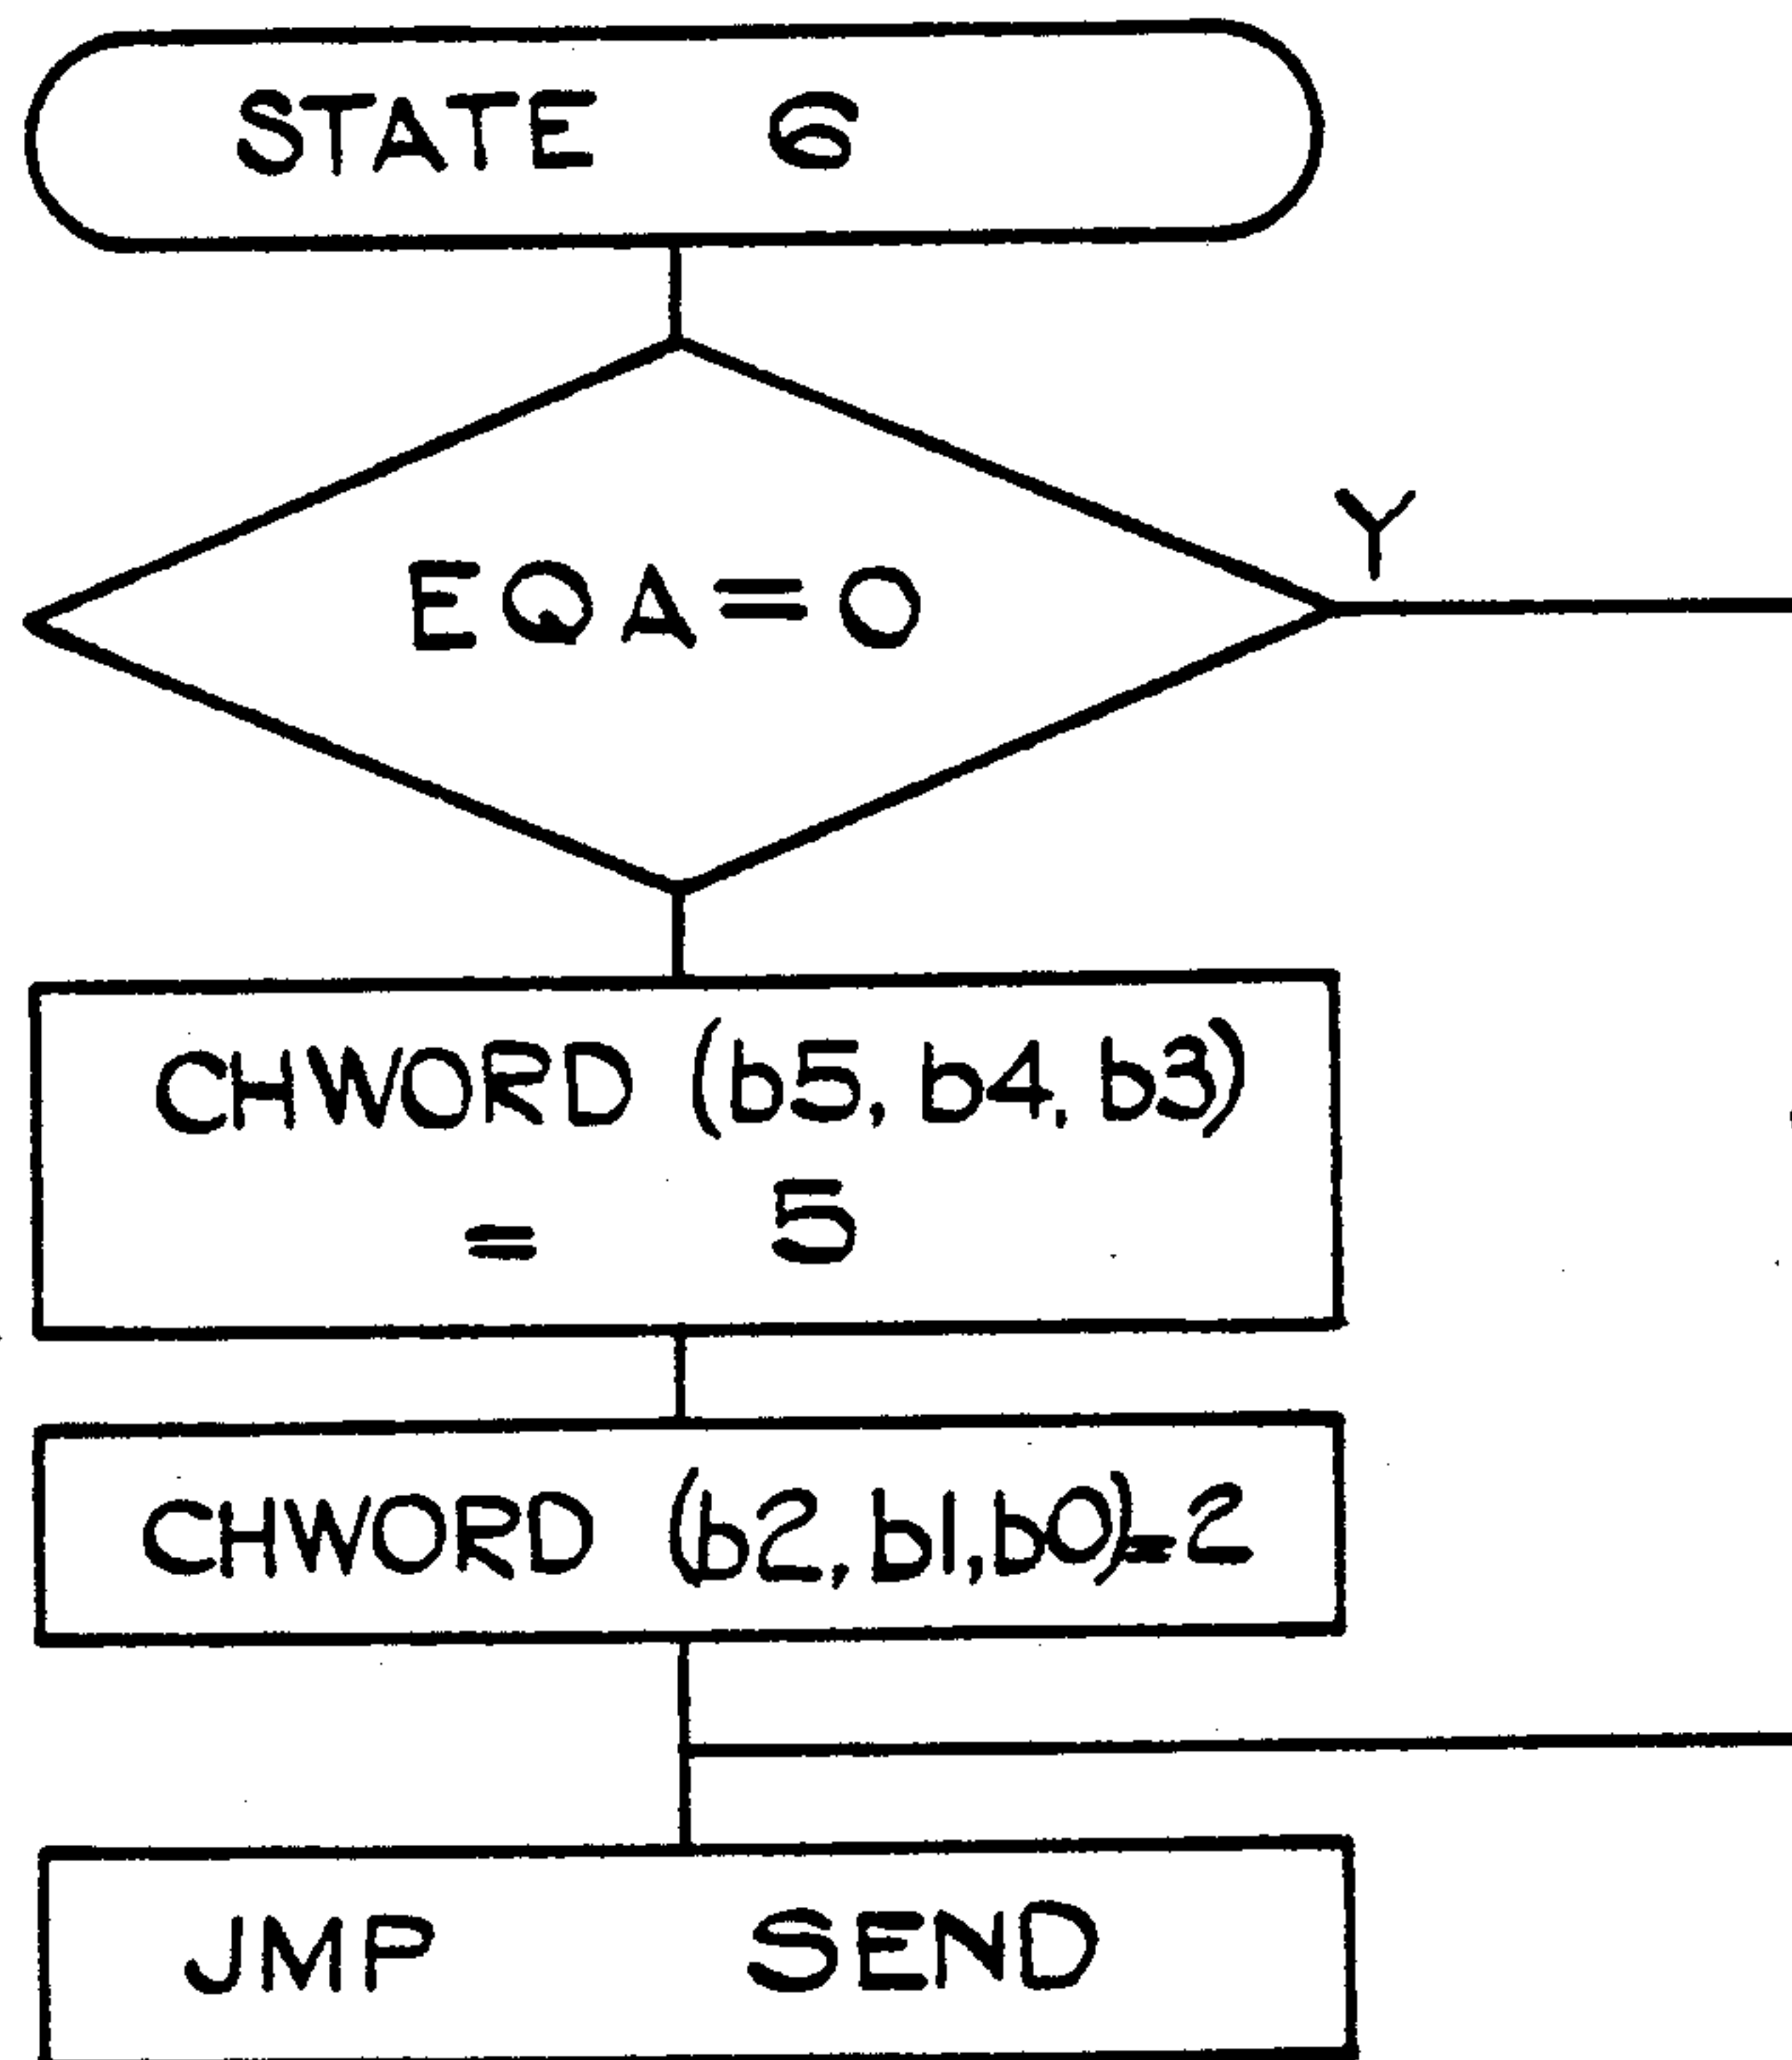 STATE 6
EQA=0
Y
CHWORD (b5, b4, b3)
= 5
CHWORD (b2, b1, b0)=2
JMP SEND